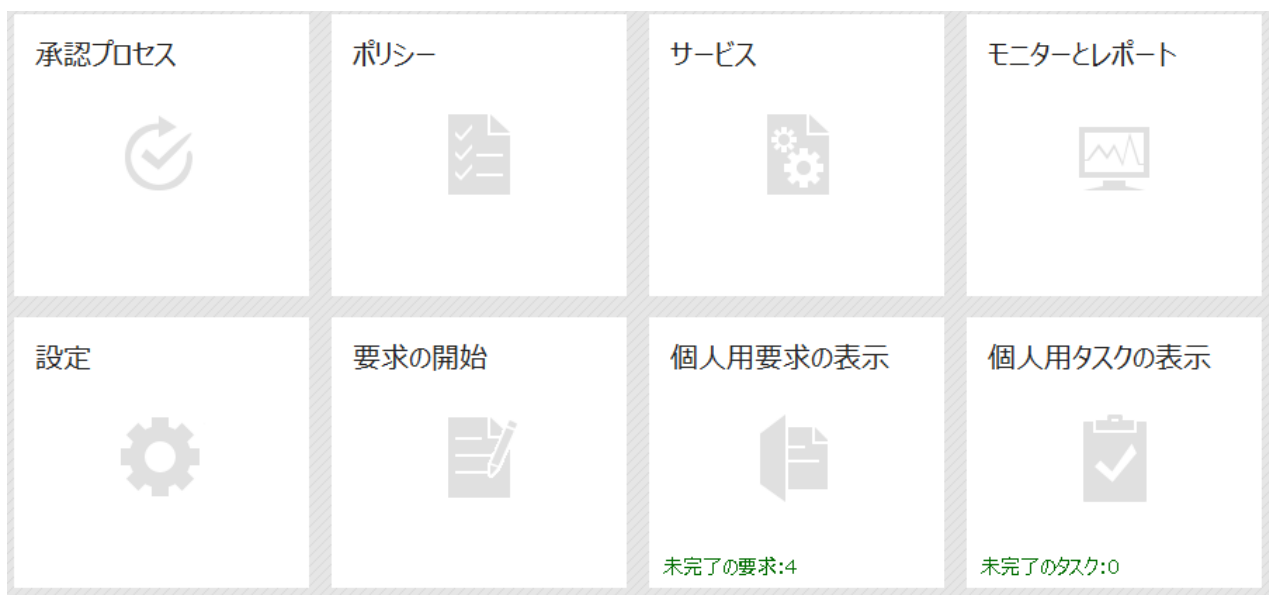 承認プロセス
ポリシー
サービス
モニターとレポート
設定
要求の開始
個人用要求の表示
個人用タスクの表示
未完了の要求:4
未完了のタスク:0